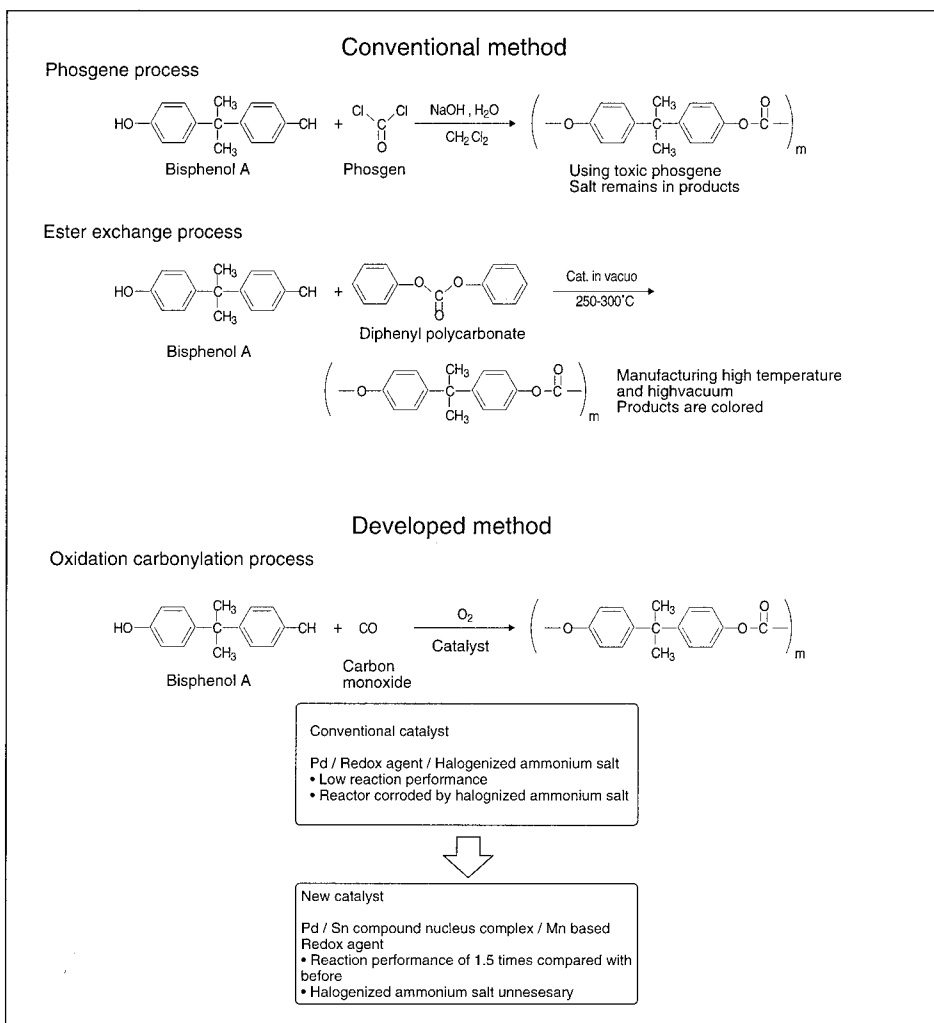 Conventional method
Phosgene process
HO CH3 C CH3 CH + Cl Cl C O NaOH , H2O CH2 Cl2 ( O CH3 C CH3 O C O ) m
Bisphenol A
Phosgen
Using toxic phosgene
Salt remains in products
Ester exchange process
HO CH3 C CH3 CH + O C O O Cat. in vacuo 250-300°C
Diphenyl polycarbonate
Bisphenol A
( O CH3 C CH3 O C O ) m
Manufacturing high temperature
and highvacuum
Products are colored
Developed method
Oxidation carbonylation process
HO CH3 C CH3 CH + CO O2 Catalyst ( O CH3 C CH3 O C O ) m
Bisphenol A
Carbon
monoxide
Conventional catalyst
Pd / Redox agent / Halogenized ammonium salt
• Low reaction performance
• Reactor corroded by halognized ammonium salt
New catalyst
Pd / Sn compound nucleus complex / Mn based
Redox agent
• Reaction performance of 1.5 times compared with
before
• Halogenized ammonium salt unnesesary